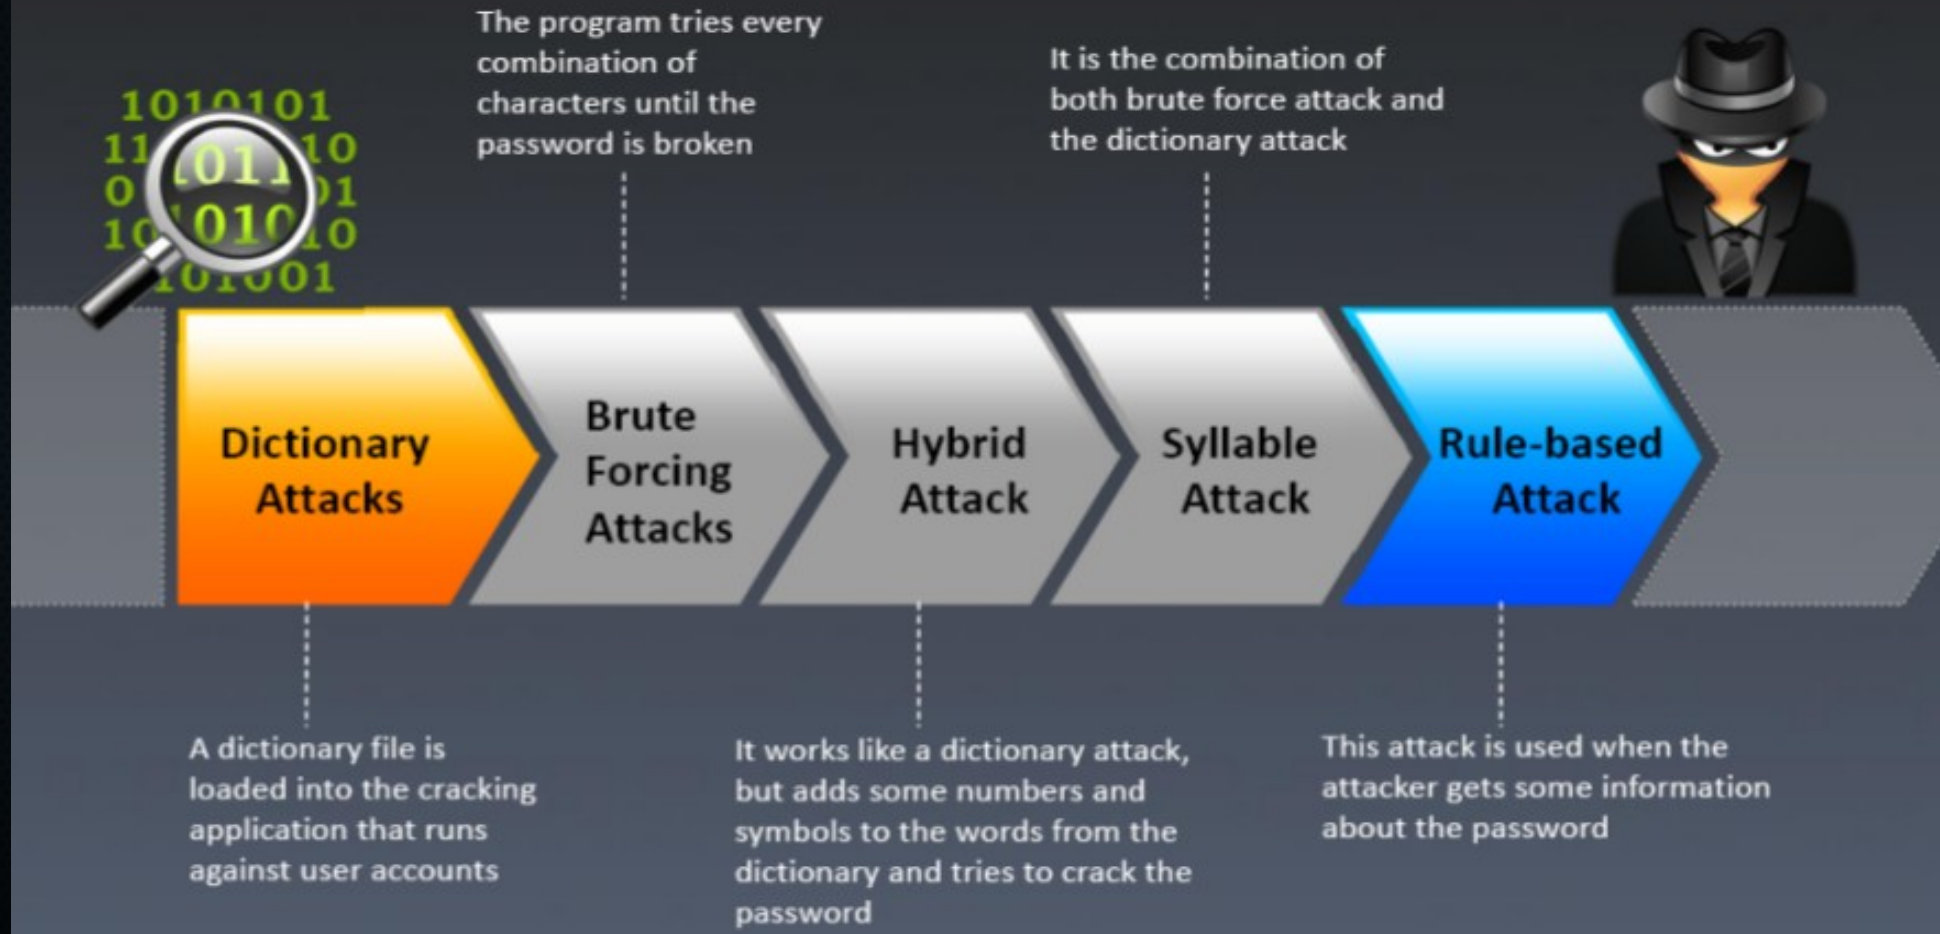 The program tries every
combination of
characters until the
password is broken
It is the combination of
both brute force attack and
the dictionary attack
1010101
11 10
1011
0 01
01010
10 10
101001
Dictionary
Attacks
Brute
Forcing
Attacks
Hybrid
Attack
Syllable
Attack
Rule-based
Attack
A dictionary file is
loaded into the cracking
application that runs
against user accounts
It works like a dictionary attack,
but adds some numbers and
symbols to the words from the
dictionary and tries to crack the
password
This attack is used when the
attacker gets some information
about the password